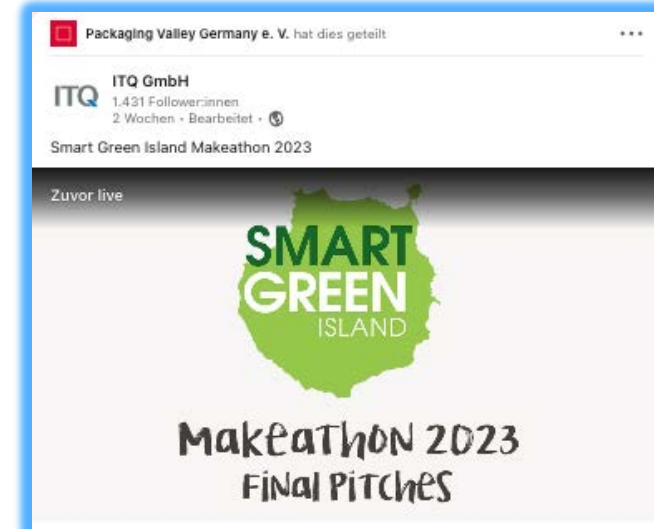 Packaging Valley Germany e. V. hat dies geteilt
ITQ
ITQ GmbH
1.431 Follower:innen
2 Wochen • Bearbeitet •
Smart Green Island Makeathon 2023
Zuvor live
SMART
GREEN
ISLAND
Makeathon 2023
Final Pitches